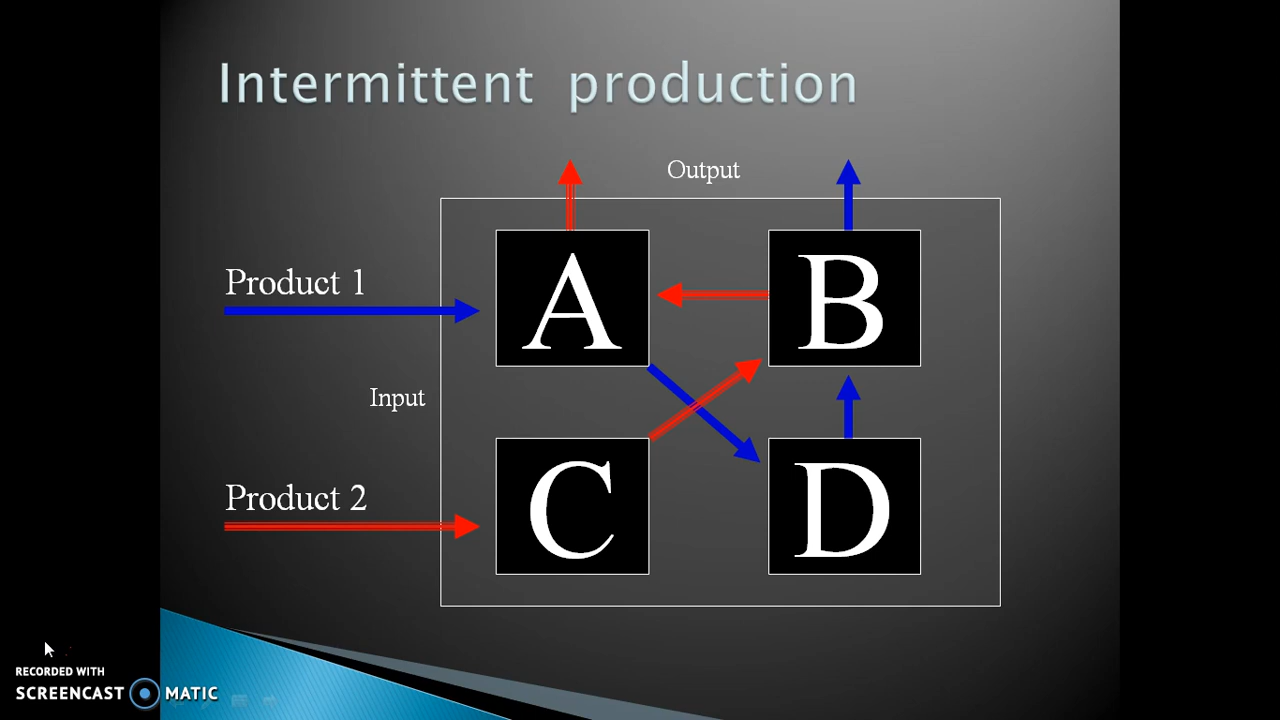 Intermittent production
Output
Product 1
A
B
Input
Product 2
C
D
RECORDED WITH
SCREENCAST MATIC